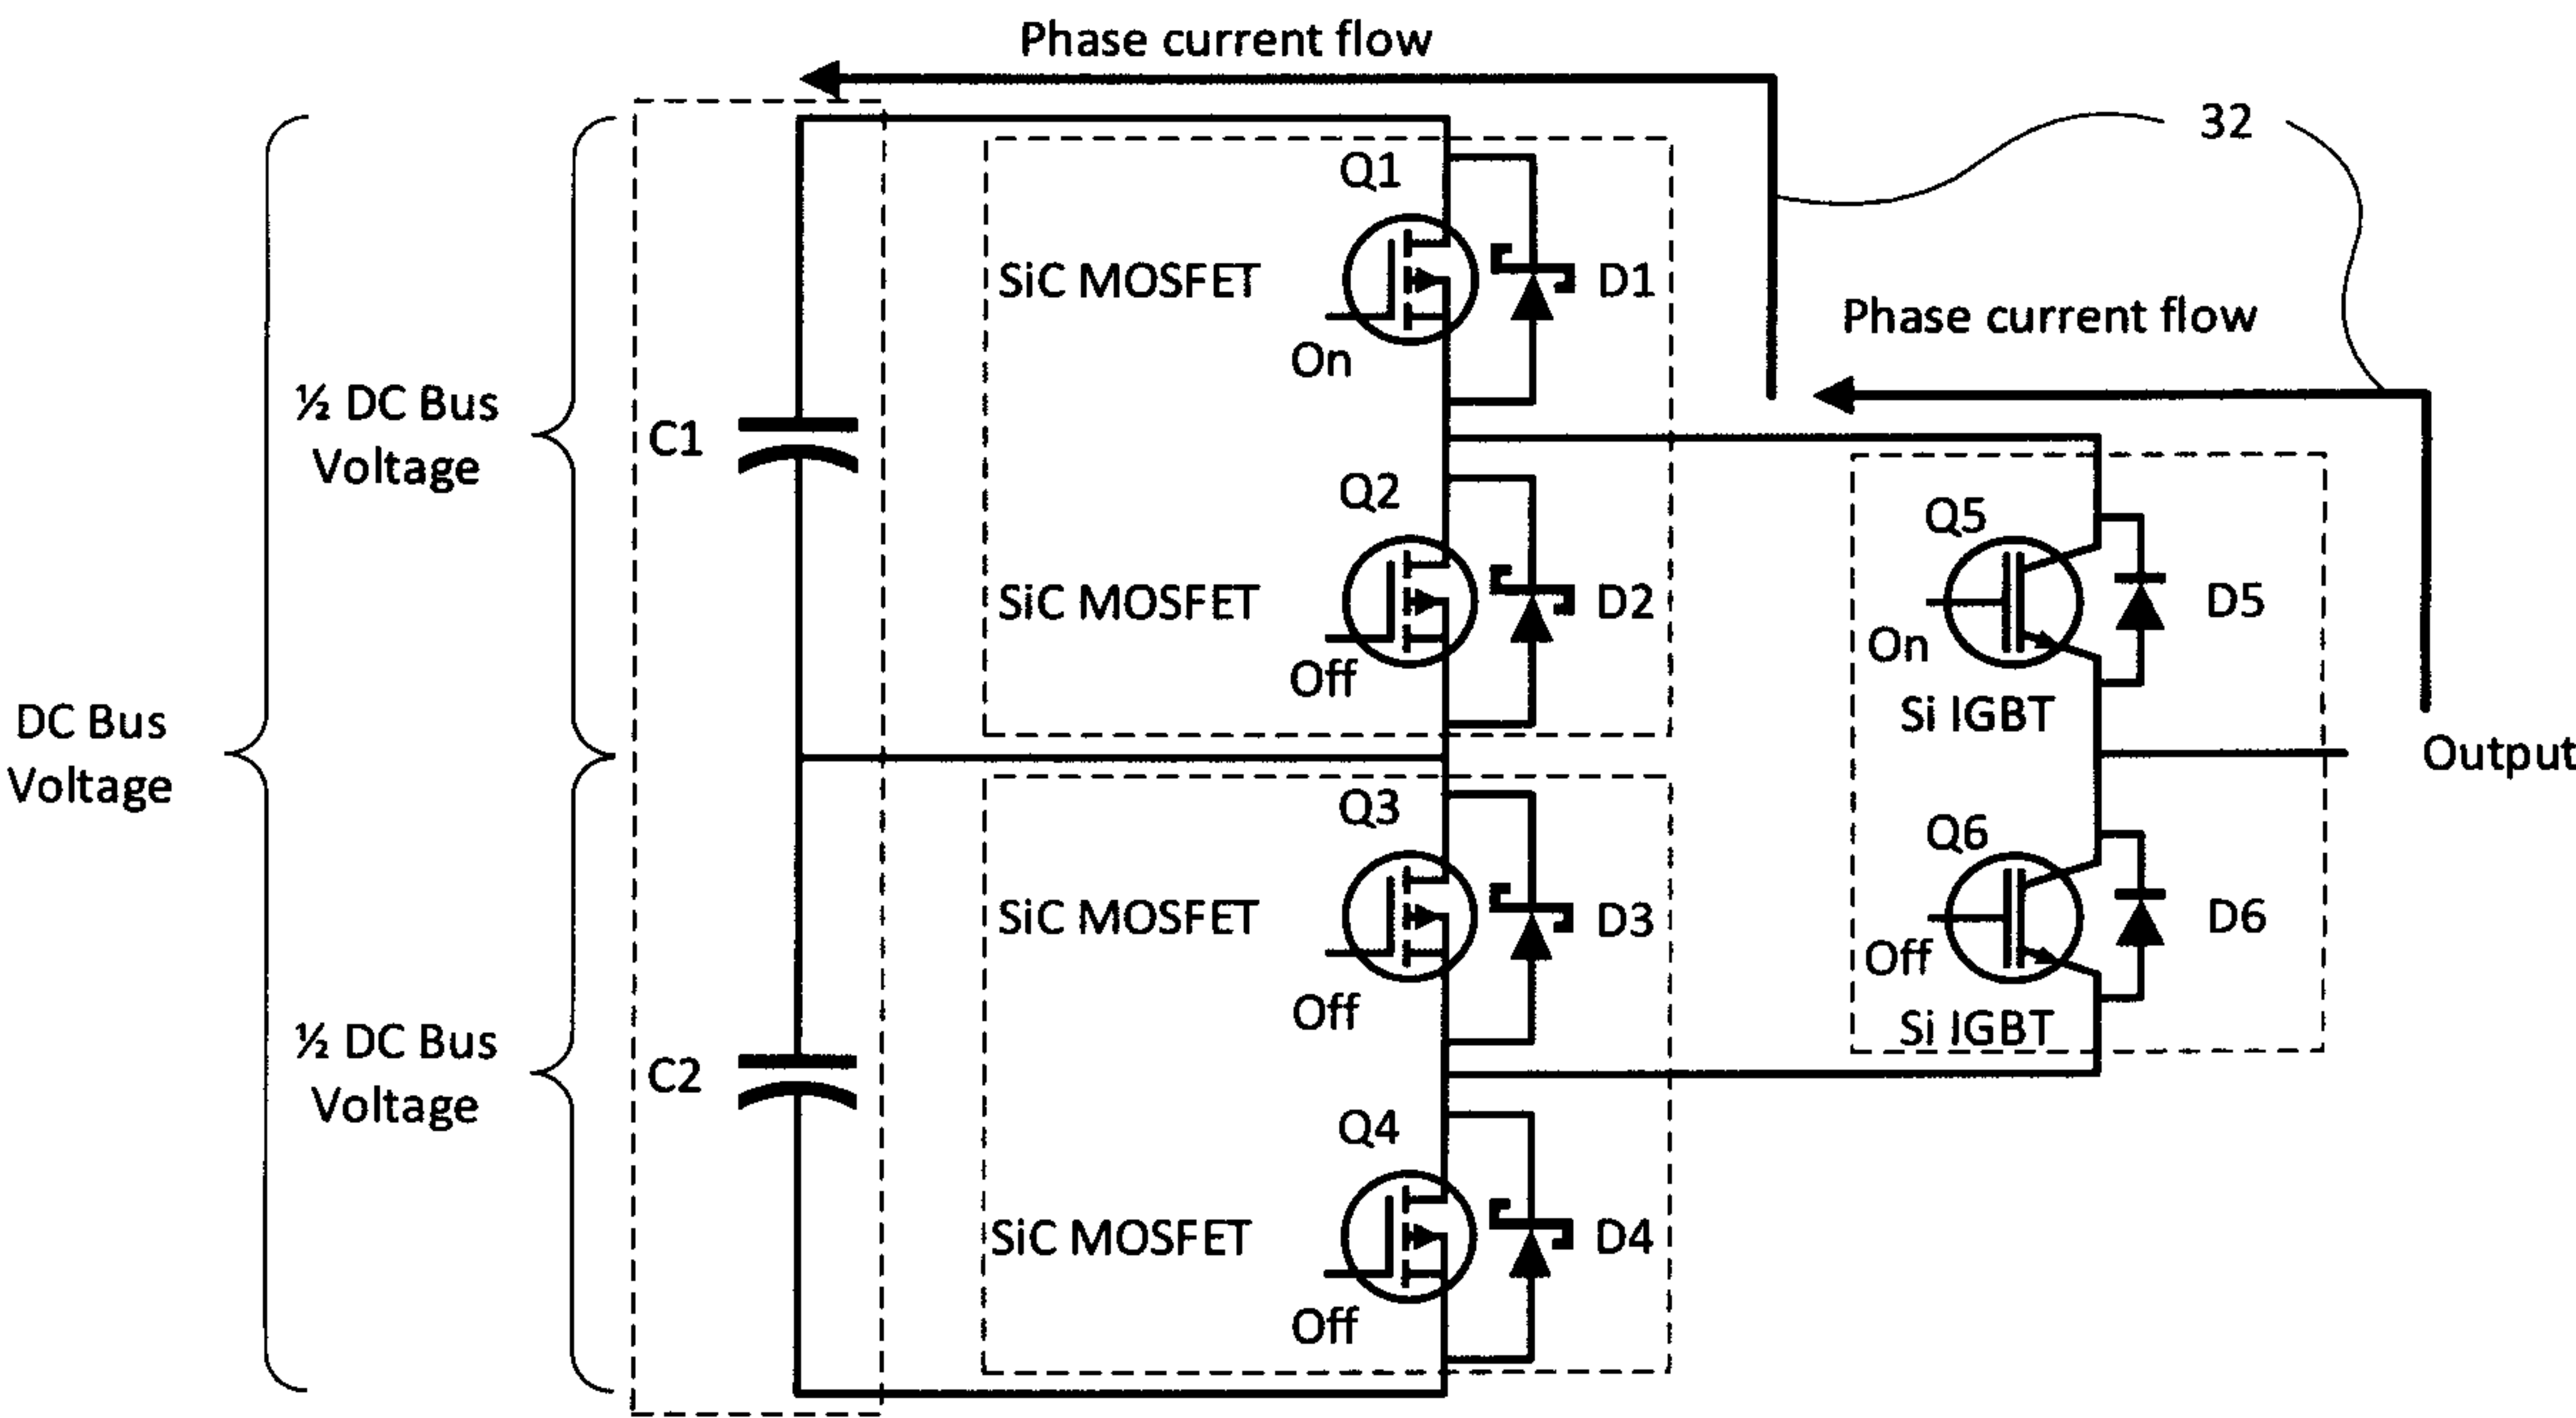 Phase current flow
32
Q1
SiC MOSFET
D1
On
Phase current flow
½ DC Bus
Voltage
C1
Q2
SiC MOSFET
D2
Off
Q5
D5
On
Si IGBT
DC Bus
Voltage
Output
Q3
SiC MOSFET
D3
Off
Q6
D6
Off
Si IGBT
½ DC Bus
Voltage
C2
Q4
SiC MOSFET
D4
Off